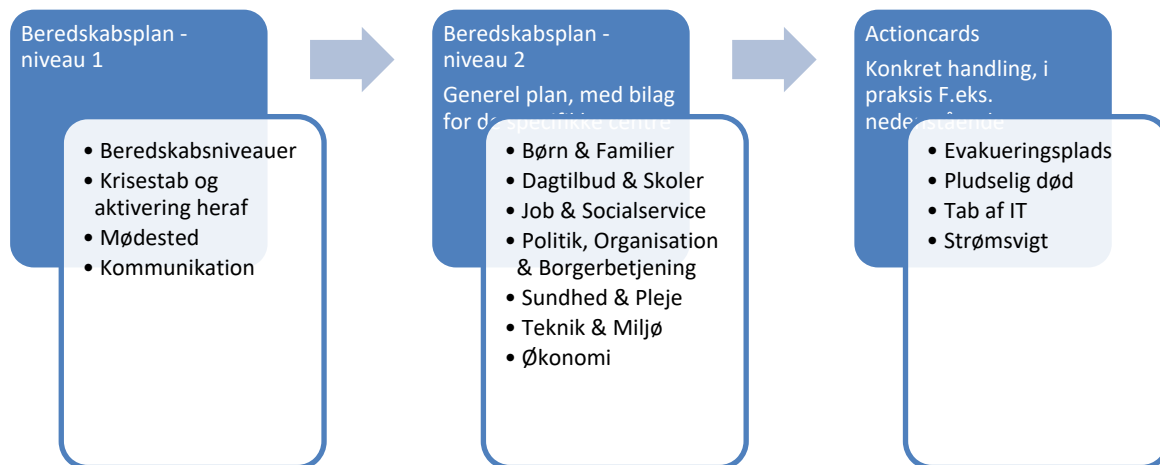 Beredskabsplan -
niveau 1
• Beredskabsniveauer
• Krisestab og
aktivering heraf
• Mødested
• Kommunikation
Beredskabsplan -
niveau 2
Generel plan, med bilag
for de specifikke centre
• Børn & Familier
• Dagtilbud & Skoler
• Job & Socialservice
• Politik, Organisation
& Borgerbetjening
• Sundhed & Pleje
• Teknik & Miljø
• Økonomi
Actioncards
Konkret handling, i
praksis F.eks.
nedenstående
• Evakueringsplads
• Pludselig død
• Tab af IT
• Strømsvigt